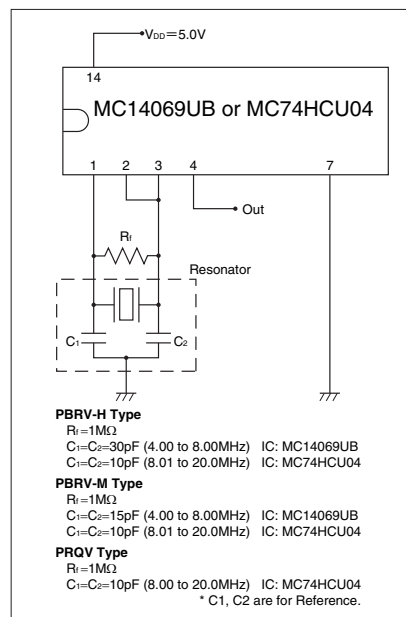 VDD=5.0V
14
MC14069UB or MC74HCU04
1 2 3 4 7
Out
Rf
Resonator
C1 C2
PBRV-H Type
Rf=1MΩ
C1=C2=30pF (4.00 to 8.00MHz) IC: MC14069UB
C1=C2=10pF (8.01 to 20.0MHz) IC: MC74HCU04
PBRV-M Type
Rf=1MΩ
C1=C2=15pF (4.00 to 8.00MHz) IC: MC14069UB
C1=C2=10pF (8.01 to 20.0MHz) IC: MC74HCU04
PRQV Type
Rf=1MΩ
C1=C2=10pF (8.00 to 20.0MHz) IC: MC74HCU04
* C1, C2 are for Reference.